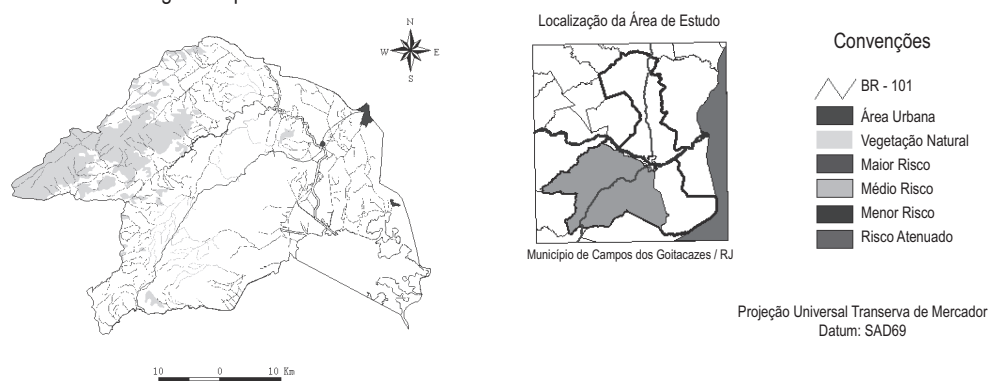 Localização da Área de Estudo
N
W
E
S
Município de Campos dos Goitacazes / RJ
Convenções
BR - 101
Área Urbana
Vegetação Natural
Maior Risco
Médio Risco
Menor Risco
Risco Atenuado
Projeção Universal Transerva de Mercador
Datum: SAD69
10 0 10 Km